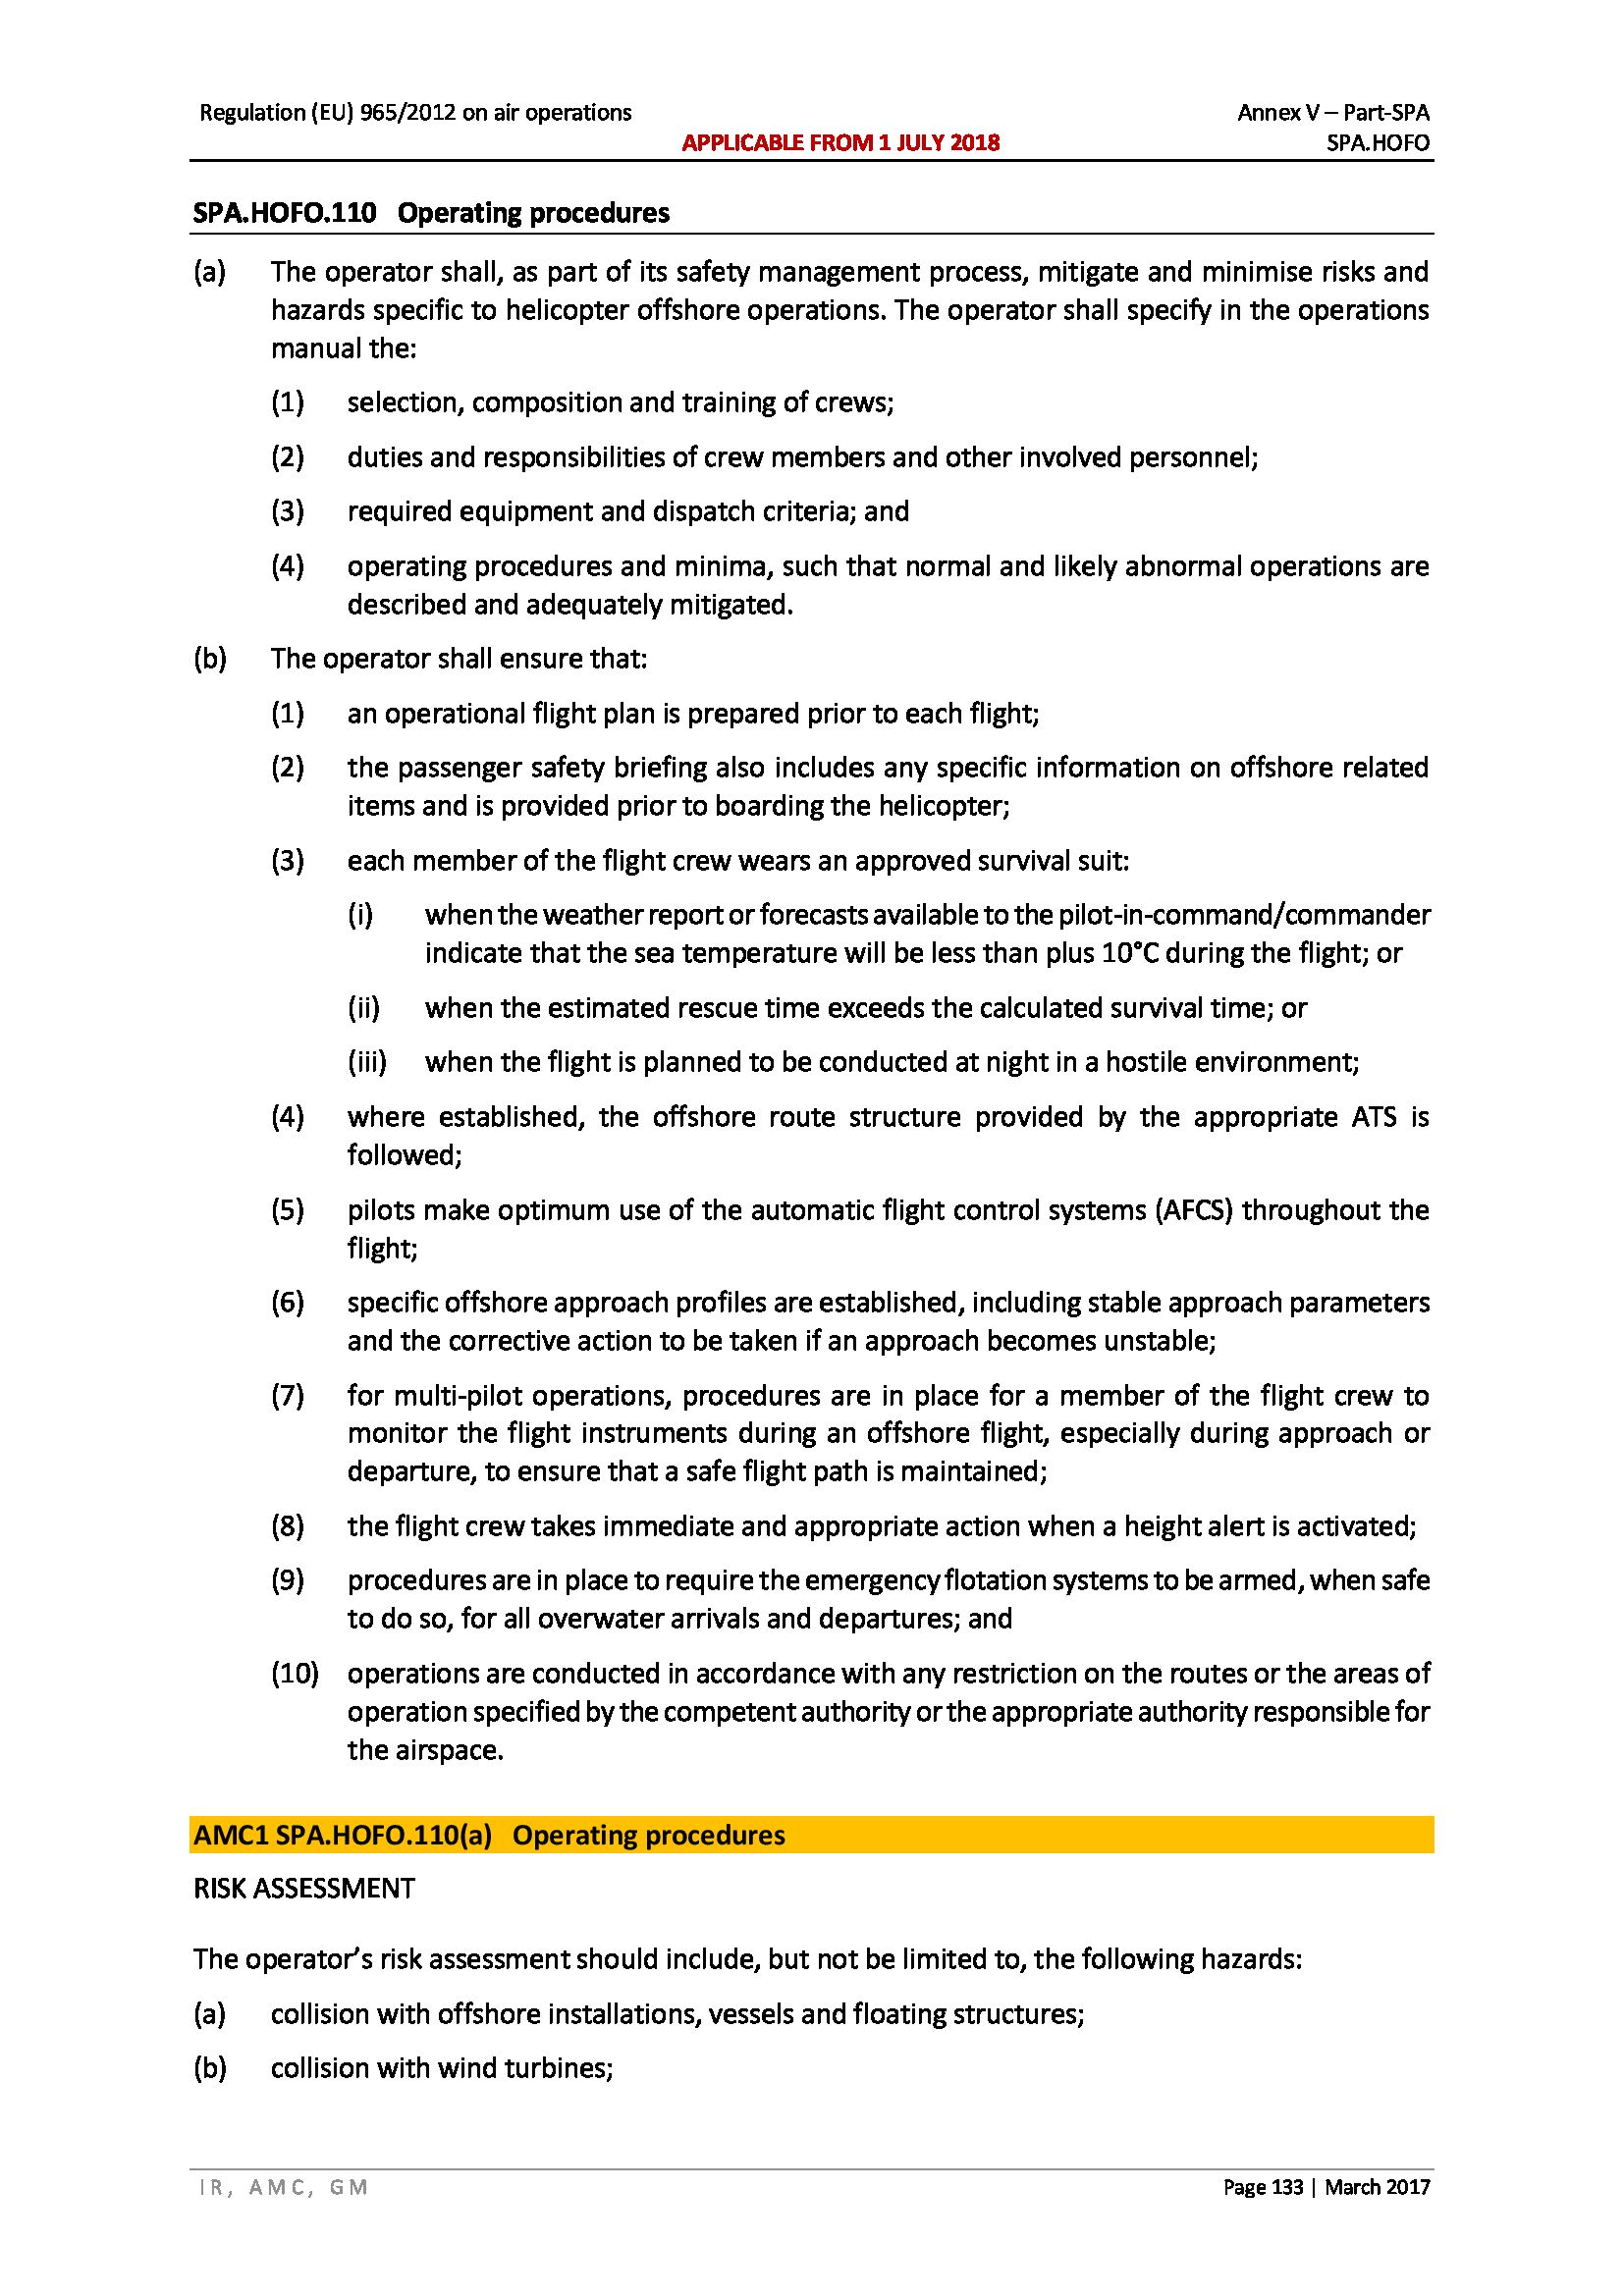 Regulation (EU) 965/2012 on air operations
Annex V – Part-SPA
APPLICABLE FROM 1 JULY 2018
SPA.HOFO
SPA.HOFO.110 Operating procedures
(a) The operator shall, as part of its safety management process, mitigate and minimise risks and
hazards specific to helicopter offshore operations. The operator shall specify in the operations
manual the:
(1) selection, composition and training of crews;
(2) duties and responsibilities of crew members and other involved personnel;
(3) required equipment and dispatch criteria; and
(4) operating procedures and minima, such that normal and likely abnormal operations are
described and adequately mitigated.
(b) The operator shall ensure that:
(1) an operational flight plan is prepared prior to each flight;
(2) the passenger safety briefing also includes any specific information on offshore related
items and is provided prior to boarding the helicopter;
(3) each member of the flight crew wears an approved survival suit:
(i) when the weather report or forecasts available to the pilot-in-command/commander
indicate that the sea temperature will be less than plus 10°C during the flight; or
(ii) when the estimated rescue time exceeds the calculated survival time; or
(iii) when the flight is planned to be conducted at night in a hostile environment;
(4) where established, the offshore route structure provided by the appropriate ATS is
followed;
(5) pilots make optimum use of the automatic flight control systems (AFCS) throughout the
flight;
(6) specific offshore approach profiles are established, including stable approach parameters
and the corrective action to be taken if an approach becomes unstable;
(7) for multi-pilot operations, procedures are in place for a member of the flight crew to
monitor the flight instruments during an offshore flight, especially during approach or
departure, to ensure that a safe flight path is maintained;
(8) the flight crew takes immediate and appropriate action when a height alert is activated;
(9) procedures are in place to require the emergency flotation systems to be armed, when safe
to do so, for all overwater arrivals and departures; and
(10) operations are conducted in accordance with any restriction on the routes or the areas of
operation specified by the competent authority or the appropriate authority responsible for
the airspace.
AMC1 SPA.HOFO.110(a) Operating procedures
RISK ASSESSMENT
The operator’s risk assessment should include, but not be limited to, the following hazards:
(a) collision with offshore installations, vessels and floating structures;
(b) collision with wind turbines;
IR, AMC, GM
Page 133 | March 2017